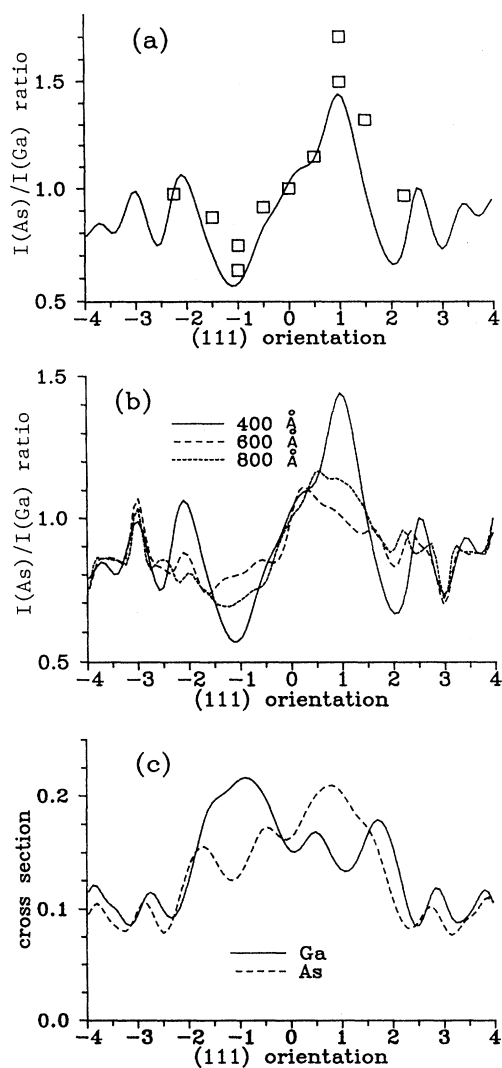 (a)
I(As)/I(Ga) ratio
1.5
1.0
0.5
−4 −3 −2 −1 0 1 2 3 4
(111) orientation
(b)
I(As)/I(Ga) ratio
1.5
1.0
0.5
400 Å
600 Å
800 Å
−4 −3 −2 −1 0 1 2 3 4
(111) orientation
(c)
cross section
0.2
0.1
0.0
Ga
As
−4 −3 −2 −1 0 1 2 3 4
(111) orientation